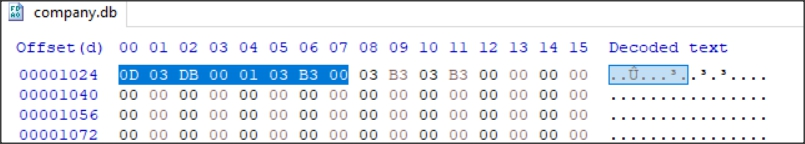 company.db
Offset(d) 00 01 02 03 04 05 06 07 08 09 10 11 12 13 14 15 Decoded text
00001024 0D 03 DB 00 01 03 B3 00 03 B3 03 B3 00 00 00 00 ..Û...³..³.³....
00001040 00 00 00 00 00 00 00 00 00 00 00 00 00 00 00 00 ................
00001056 00 00 00 00 00 00 00 00 00 00 00 00 00 00 00 00 ................
00001072 00 00 00 00 00 00 00 00 00 00 00 00 00 00 00 00 ................